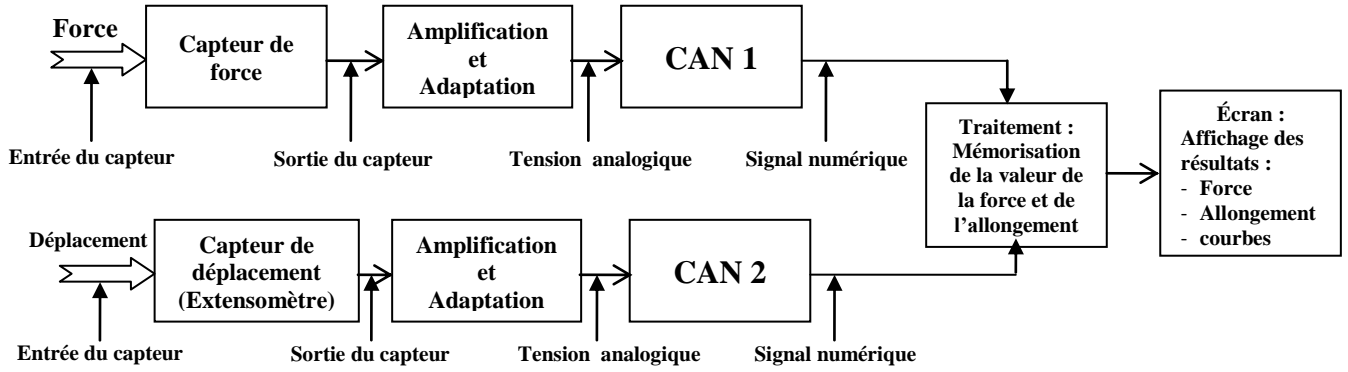 Force
Capteur de
force
Amplification
et
Adaptation
CAN 1
Entrée du capteur
Sortie du capteur
Tension analogique
Signal numérique
Traitement :
Mémorisation
de la valeur de
la force et de
l'allongement
Écran :
Affichage des
résultats :
- Force
- Allongement
- courbes
Déplacement
Capteur de
déplacement
(Extensomètre)
Amplification
et
Adaptation
CAN 2
Entrée du capteur
Sortie du capteur
Tension analogique
Signal numérique